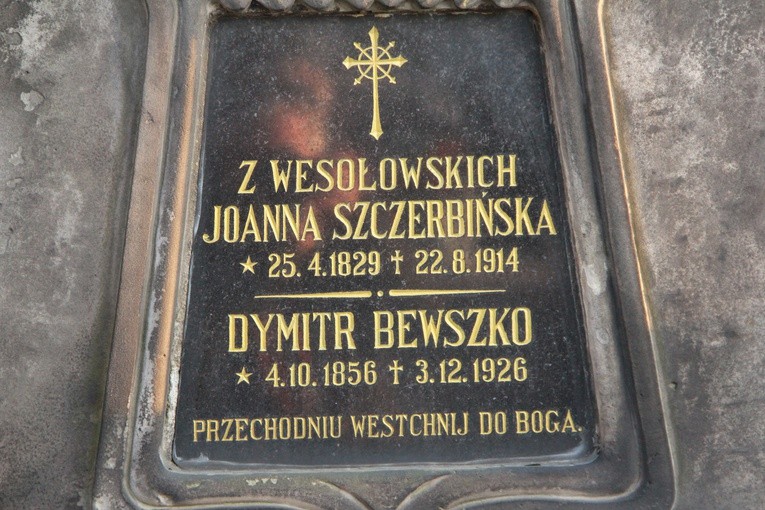 Z WESOŁOWSKICH
JOANNA SZCZERBIŃSKA
★ 25.4.1829 † 22.8.1914
DYMITR BEWSZKO
★ 4.10.1856 † 3.12.1926
PRZECHODNIU WESTCHNIJ DO BOGA.